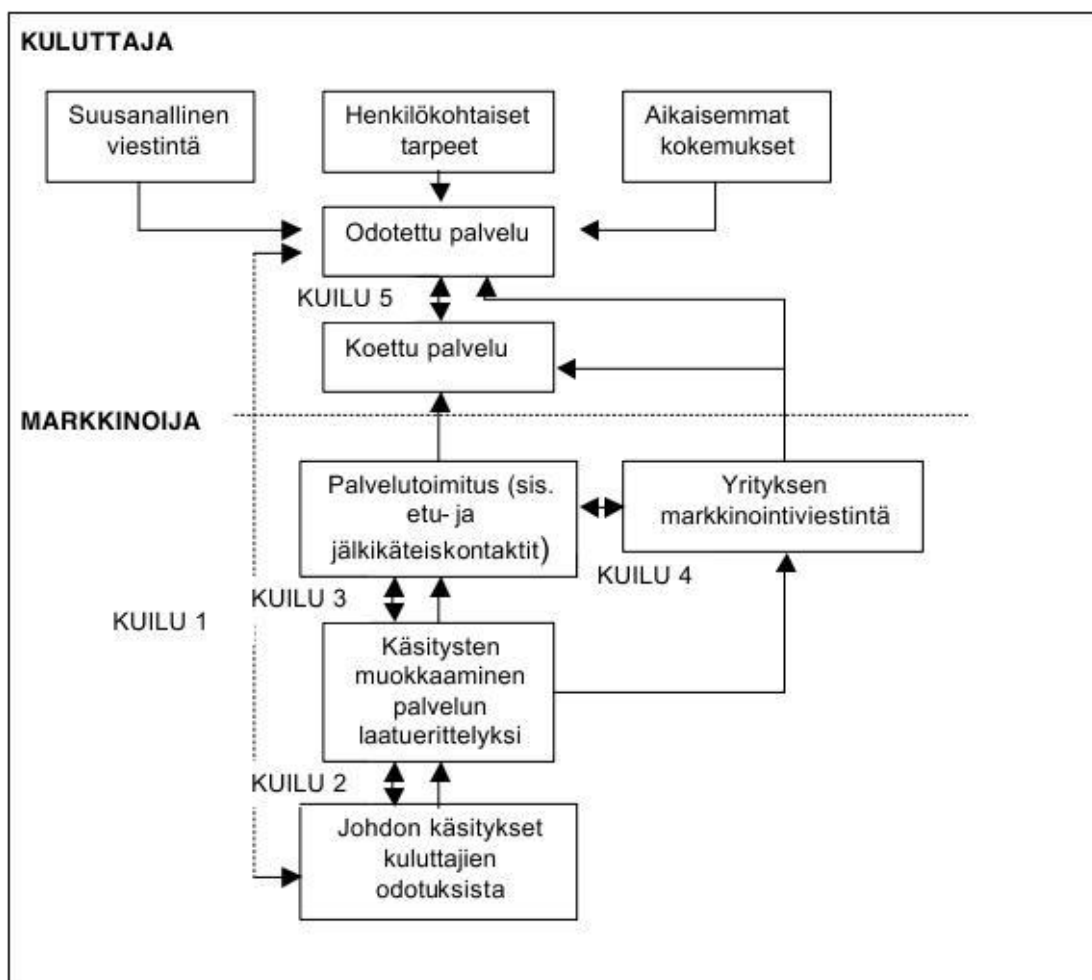 KULUTTAJA
Suusanallinen
viestintä
Henkilökohtaiset
tarpeet
Aikaisemmat
kokemukset
Odotettu palvelu
KUILU 5
Koettu palvelu
MARKKINOIJA
Palvelutoimitus (sis.
etu- ja
jälkikäteiskontaktit)
Yrityksen
markkinointiviestintä
KUILU 4
KUILU 3
KUILU 1
Käsitysten
muokkaaminen
palvelun
laatuerittelyksi
KUILU 2
Johdon käsitykset
kuluttajien
odotuksista